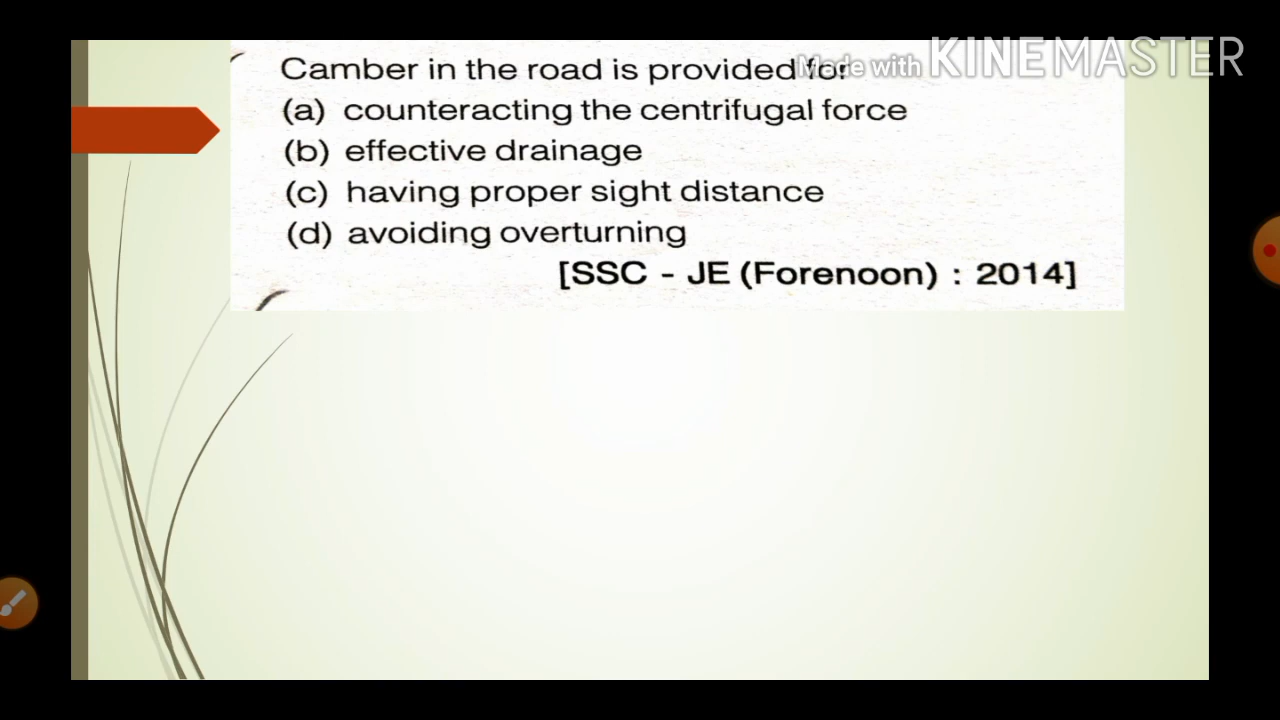 Made with KINEMASTER
Camber in the road is provided for
(a) counteracting the centrifugal force
(b) effective drainage
(c) having proper sight distance
(d) avoiding overturning
[SSC - JE (Forenoon) : 2014]